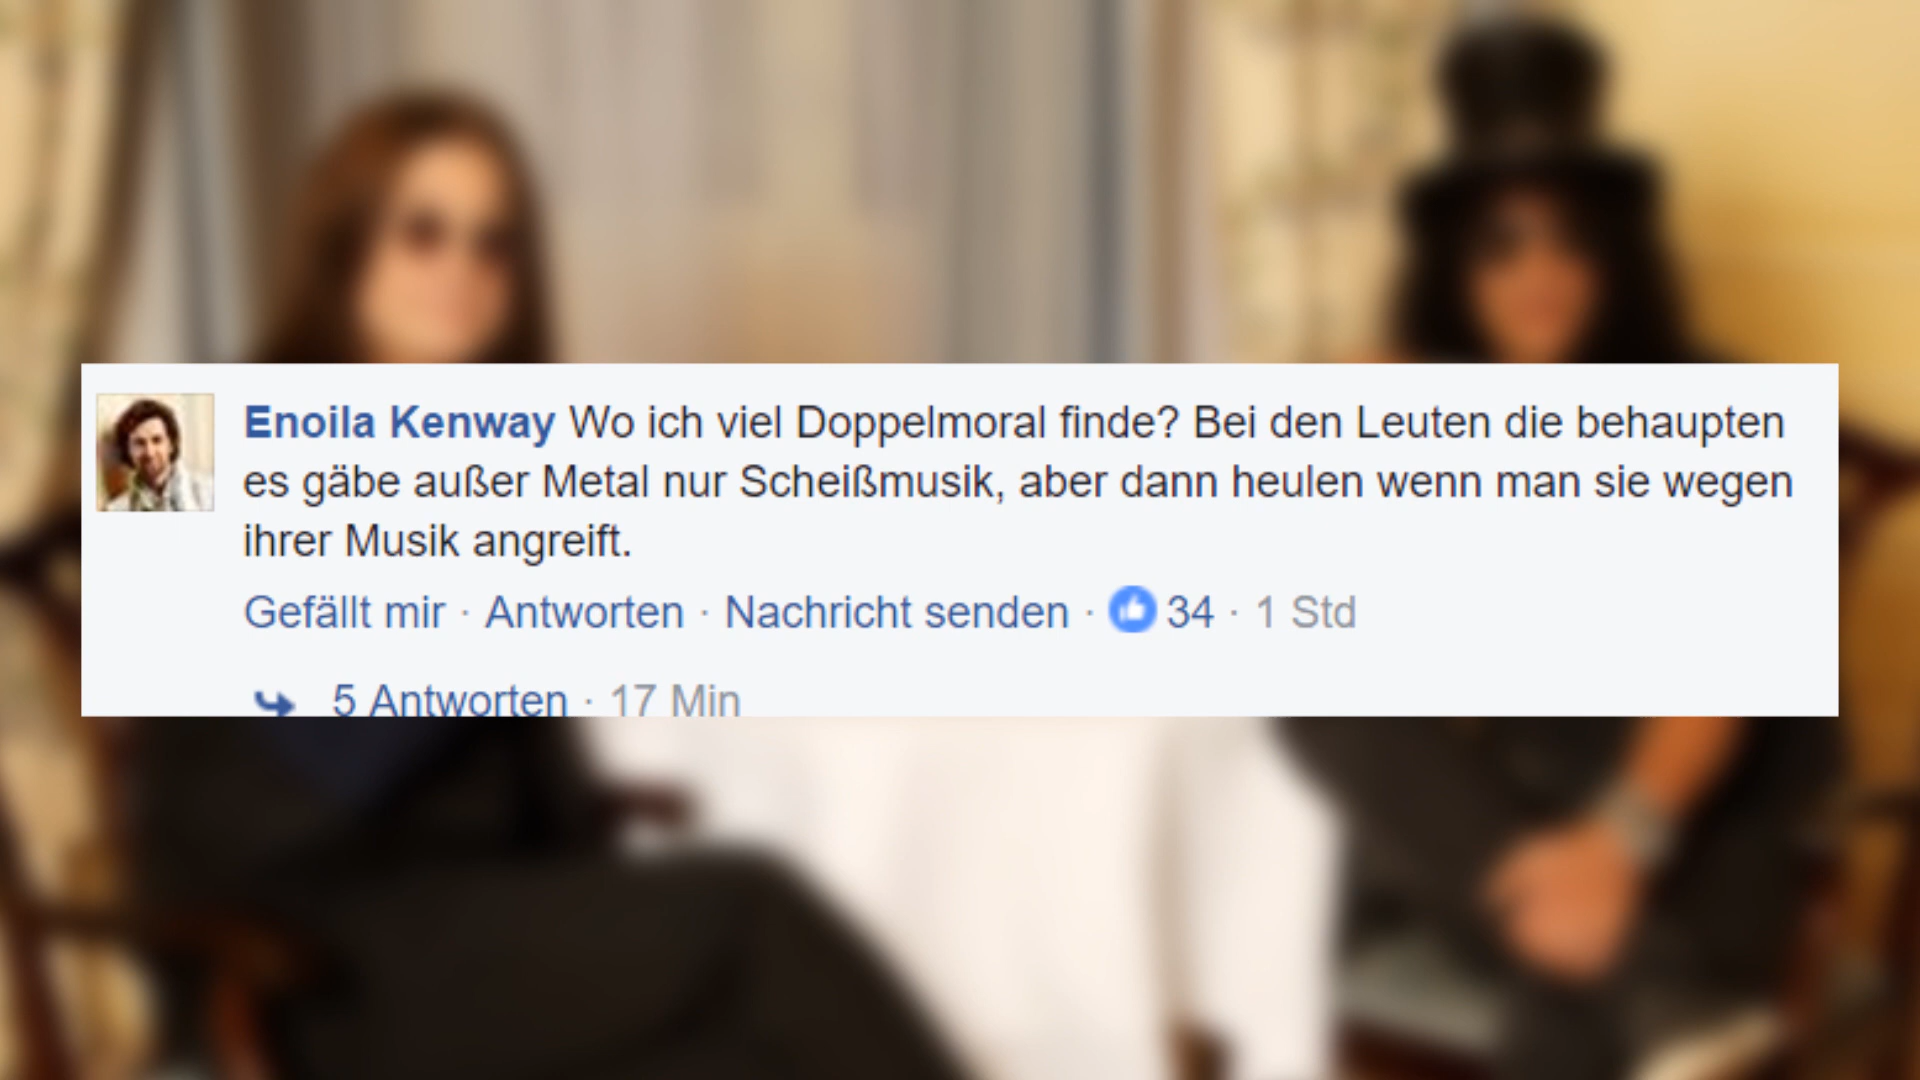 Enoila Kenway Wo ich viel Doppelmoral finde? Bei den Leuten die behaupten
es gäbe außer Metal nur Scheißmusik, aber dann heulen wenn man sie wegen
ihrer Musik angreift.
Gefällt mir · Antworten · Nachricht senden · 34 · 1 Std
5 Antworten · 17 Min